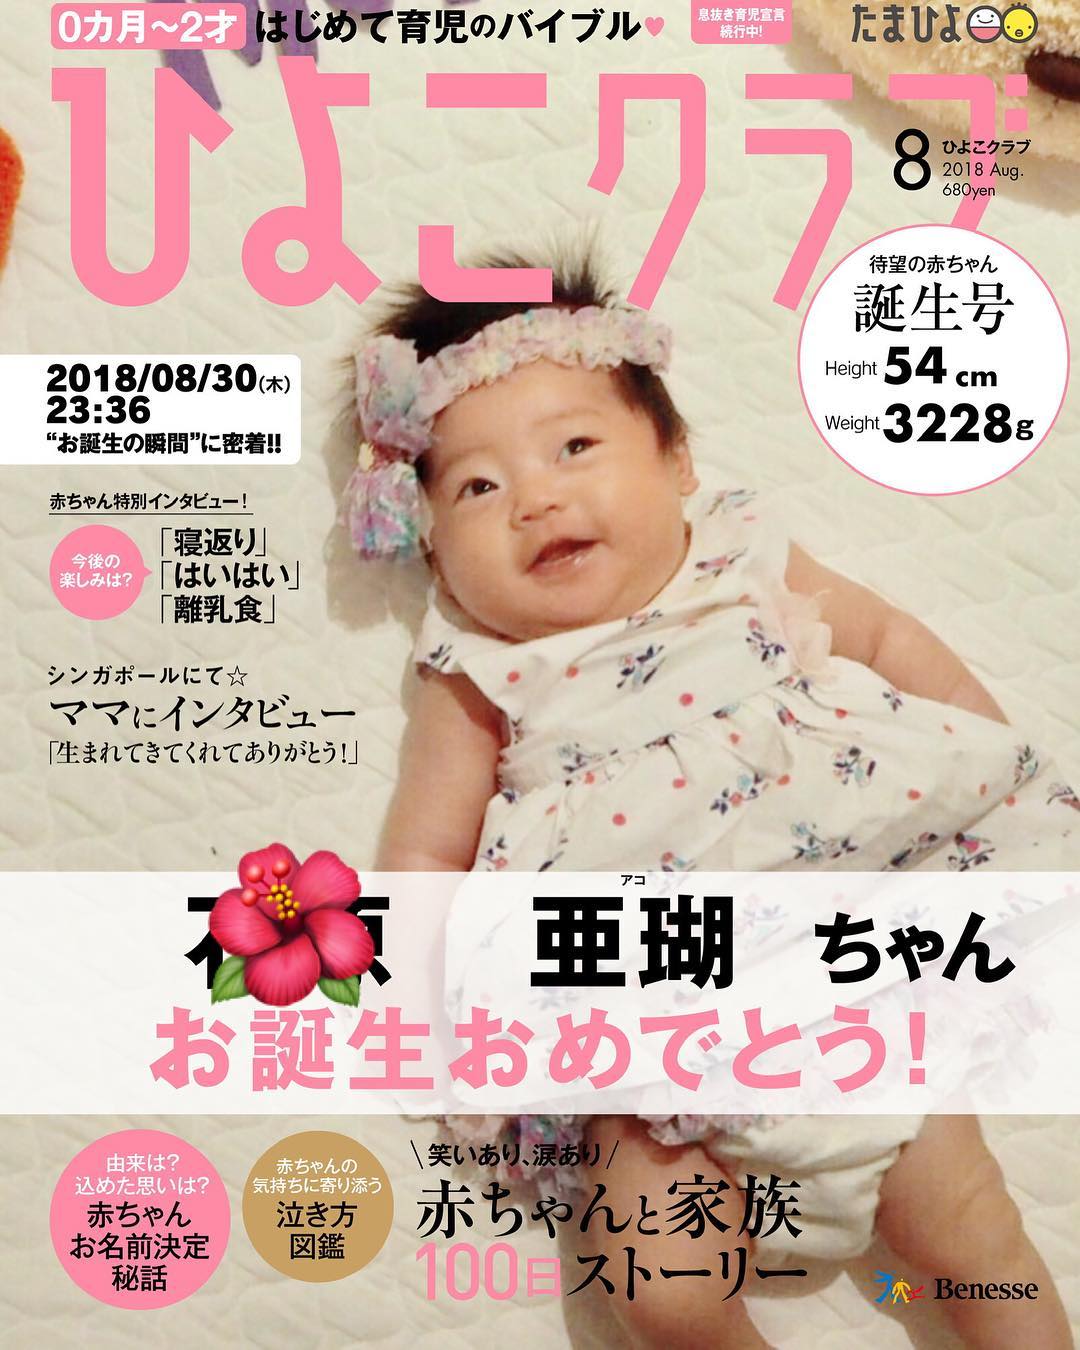 0カ月〜2才 はじめて育児のバイブル♥
息抜き育児宣言
続行中!
たまひよ
ひよこクラブ
8
ひよこクラブ
2018 Aug.
680yen
待望の赤ちゃん
誕生号
Height 54 cm
Weight 3228g
2018/08/30(木)
23:36
“お誕生の瞬間”に密着!!
赤ちゃん特別インタビュー!
今後の
楽しみは?
「寝返り」
「はいはい」
「離乳食」
シンガポールにて☆
ママにインタビュー
「生まれてきてくれてありがとう!」
アコ
亜瑚 ちゃん
お誕生おめでとう!
由来は?
込めた思いは?
赤ちゃん
お名前決定
秘話
赤ちゃんの
気持ちに寄り添う
泣き方
図鑑
\笑いあり、涙あり/
赤ちゃんと家族
100日ストーリー
Benesse